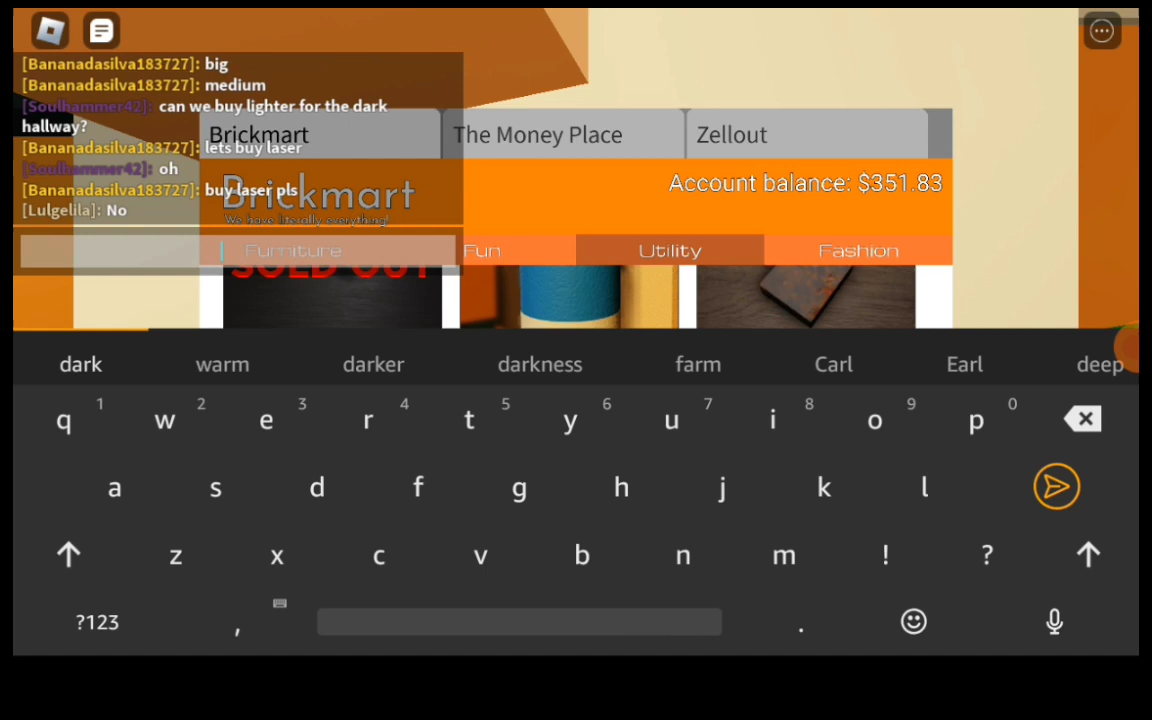 [Bananadasilva183727]: big
[Bananadasilva183727]: medium
[Soulhammer42]: can we buy lighter for the dark
hallway?
[Bananadasilva183727]: lets buy laser
[Soulhammer42]: oh
[Bananadasilva183727]: buy laser pls
[Lulgelila]: No
Brickmart The Money Place Zellout
Brickmart
We have literally everything!
Account balance: $351.83
Furniture Fun Utility Fashion
SOLD OUT
dark warm darker darkness farm Carl Earl deep
q 1 w 2 e 3 r 4 t 5 y 6 u 7 i 8 o 9 p 0
a s d f g h j k l
z x c v b n m ! ?
?123 , .